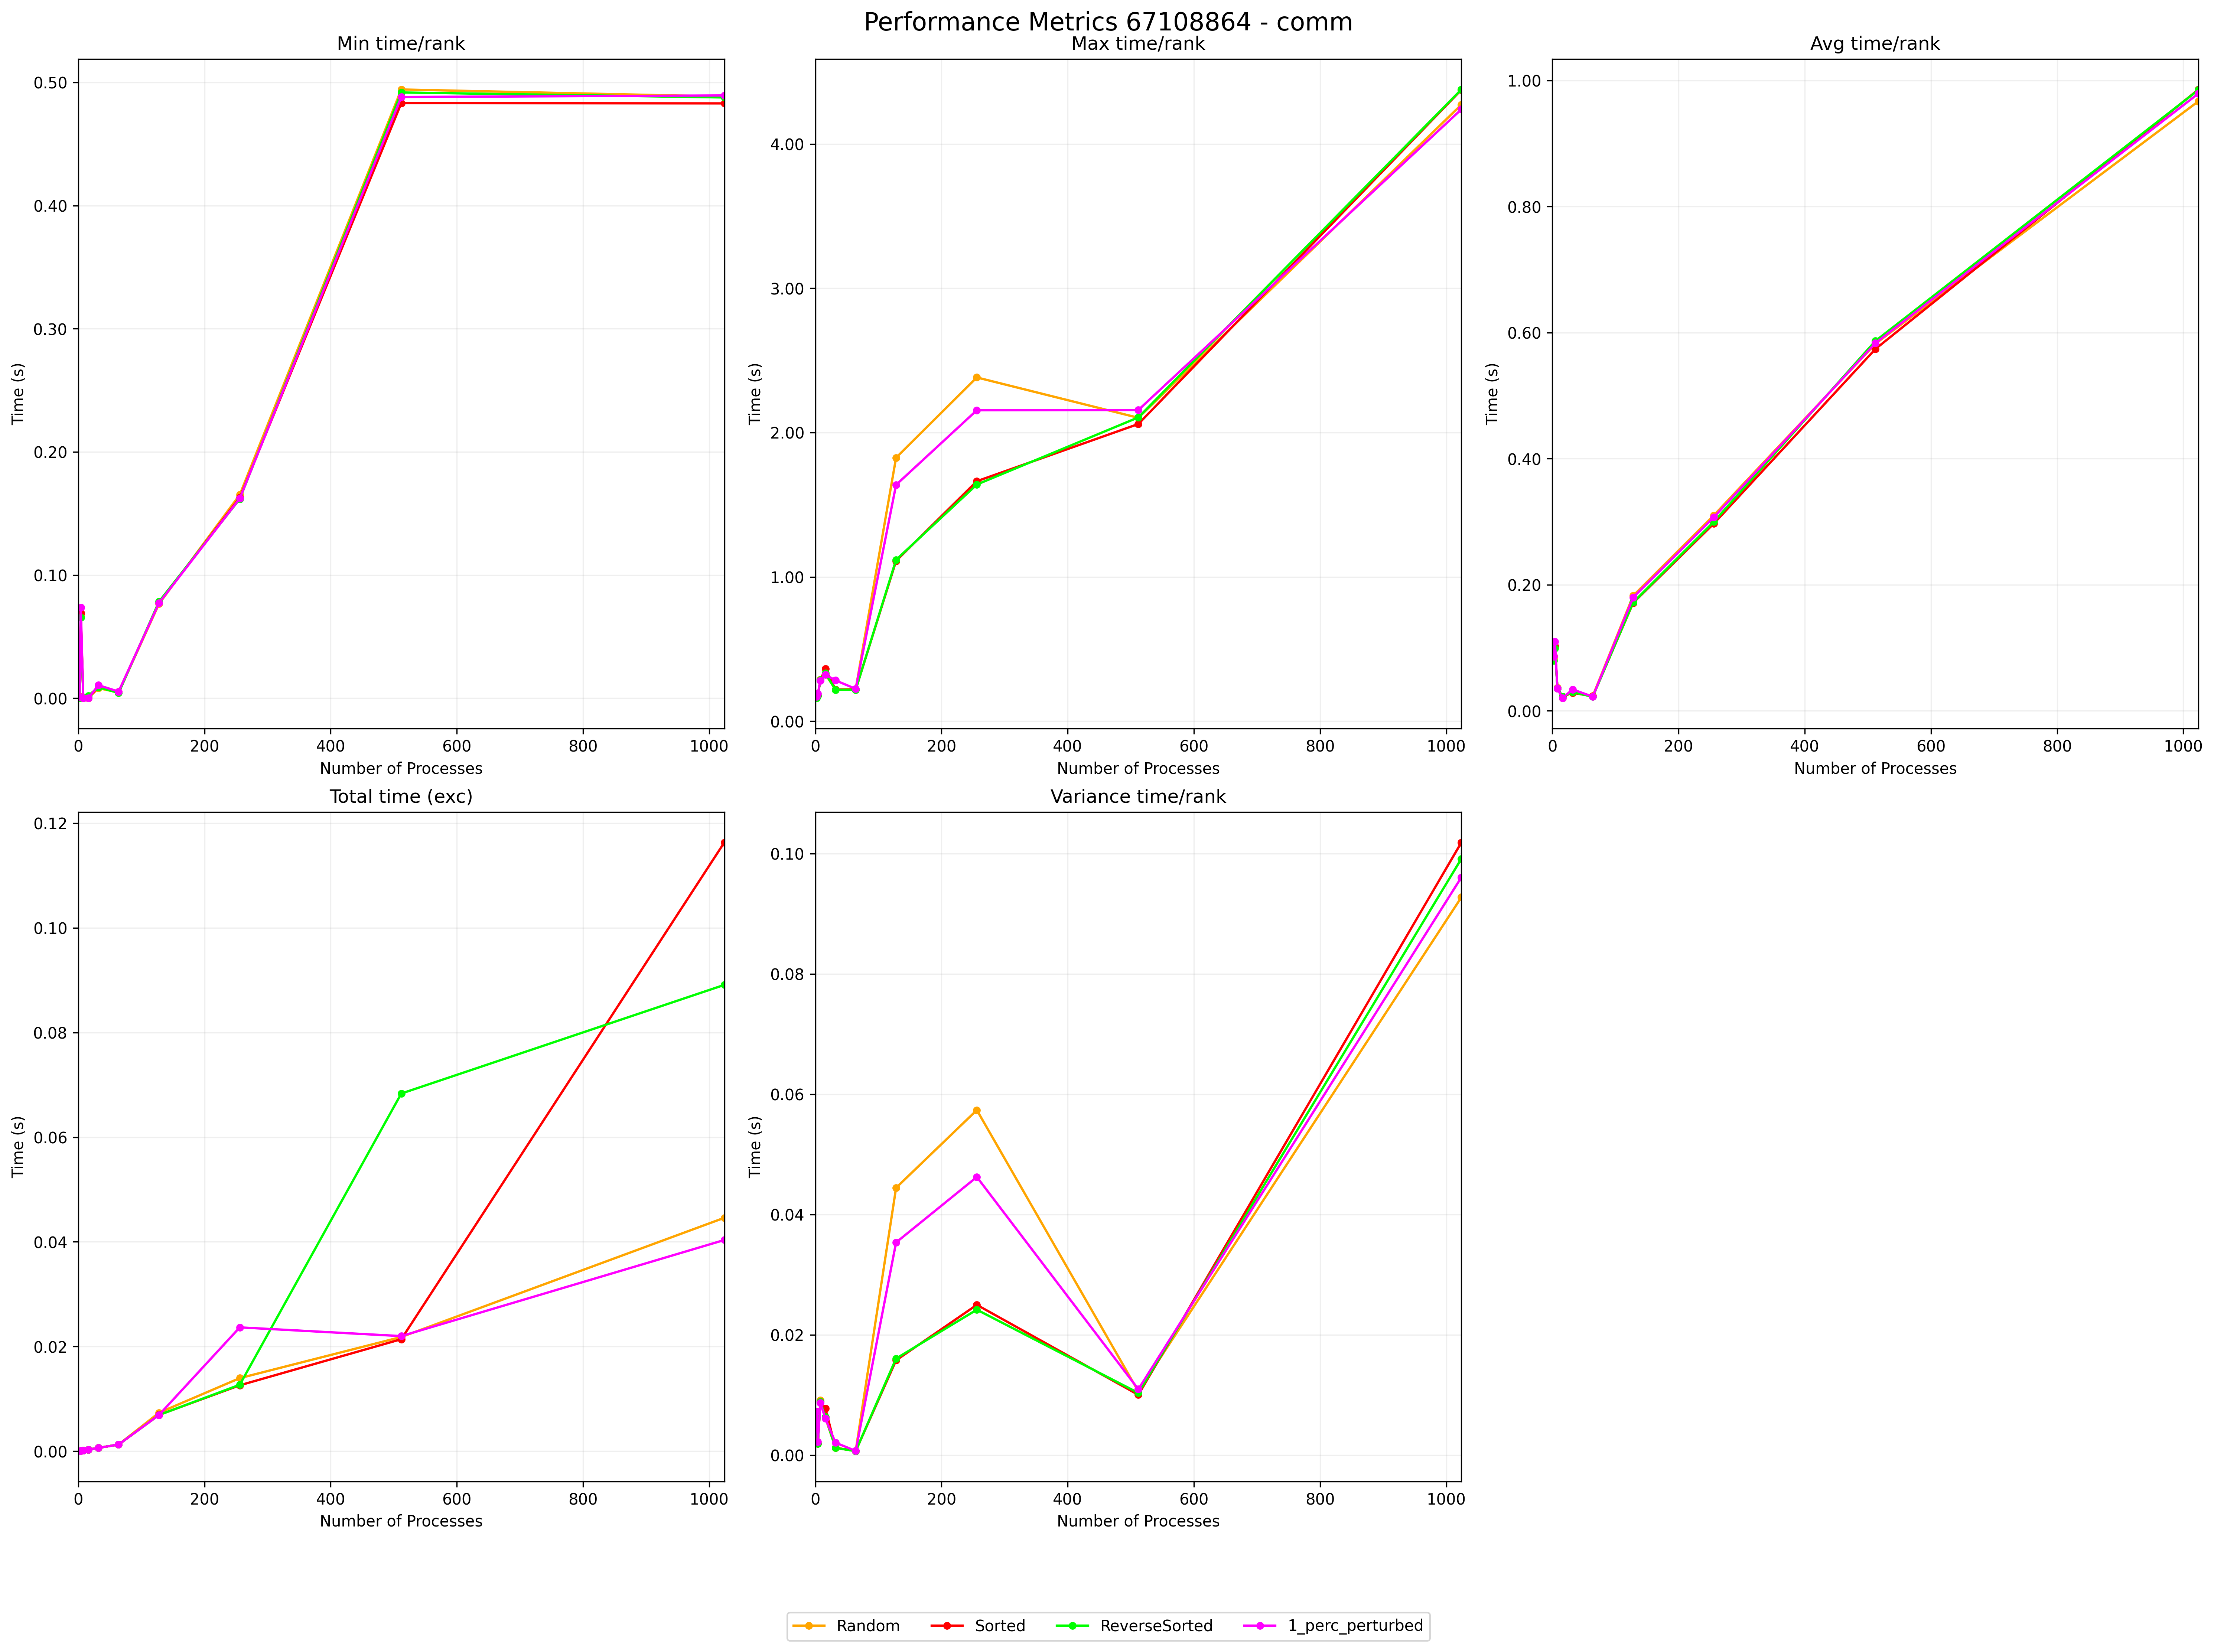 Performance Metrics 67108864 - comm
Min time/rank
Time (s)
0.50
0.40
0.30
0.20
0.10
0.00
0 200 400 600 800 1000
Number of Processes
Max time/rank
Time (s)
4.00
3.00
2.00
1.00
0.00
0 200 400 600 800 1000
Number of Processes
Avg time/rank
Time (s)
1.00
0.80
0.60
0.40
0.20
0.00
0 200 400 600 800 1000
Number of Processes
Total time (exc)
Time (s)
0.12
0.10
0.08
0.06
0.04
0.02
0.00
0 200 400 600 800 1000
Number of Processes
Variance time/rank
Time (s)
0.10
0.08
0.06
0.04
0.02
0.00
0 200 400 600 800 1000
Number of Processes
Random Sorted ReverseSorted 1_perc_perturbed